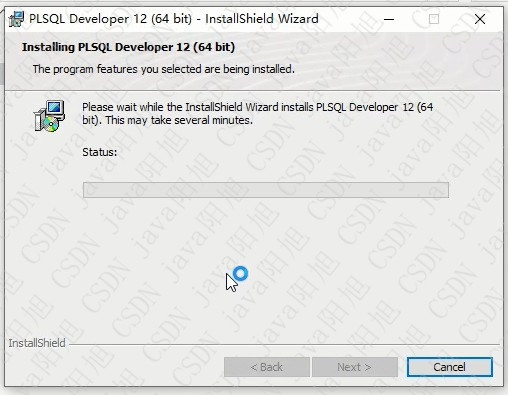 PLSQL Developer 12 (64 bit) - InstallShield Wizard
Installing PLSQL Developer 12 (64 bit)
The program features you selected are being installed.
Please wait while the InstallShield Wizard installs PLSQL Developer 12 (64
bit). This may take several minutes.
Status:
InstallShield
< Back
Next >
Cancel
CSDN java阳旭